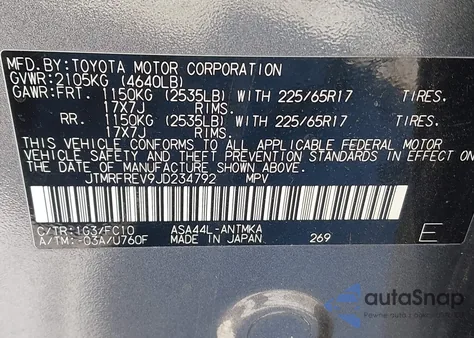 MFD.BY:TOYOTA MOTOR CORPORATION
GVWR:2105KG (4640LB)
GAWR:FRT. 1150KG (2535LB) WITH 225/65R17 TIRES.
17X7J RIMS.
RR. 1150KG (2535LB) WITH 225/65R17 TIRES.
17X7J RIMS.
THIS VEHICLE CONFORMS TO ALL APPLICABLE FEDERAL MOTOR
VEHICLE SAFETY AND THEFT PREVENTION STANDARDS IN EFFECT ON
THE DATE OF MANUFACTURE SHOWN ABOVE.
JTMRFREV9JD234792 MPV
C/TR:1G3/FC10 ASA44L-ANTMKA
A/TM:-03A/U760F MADE IN JAPAN 269 E
autoSnap